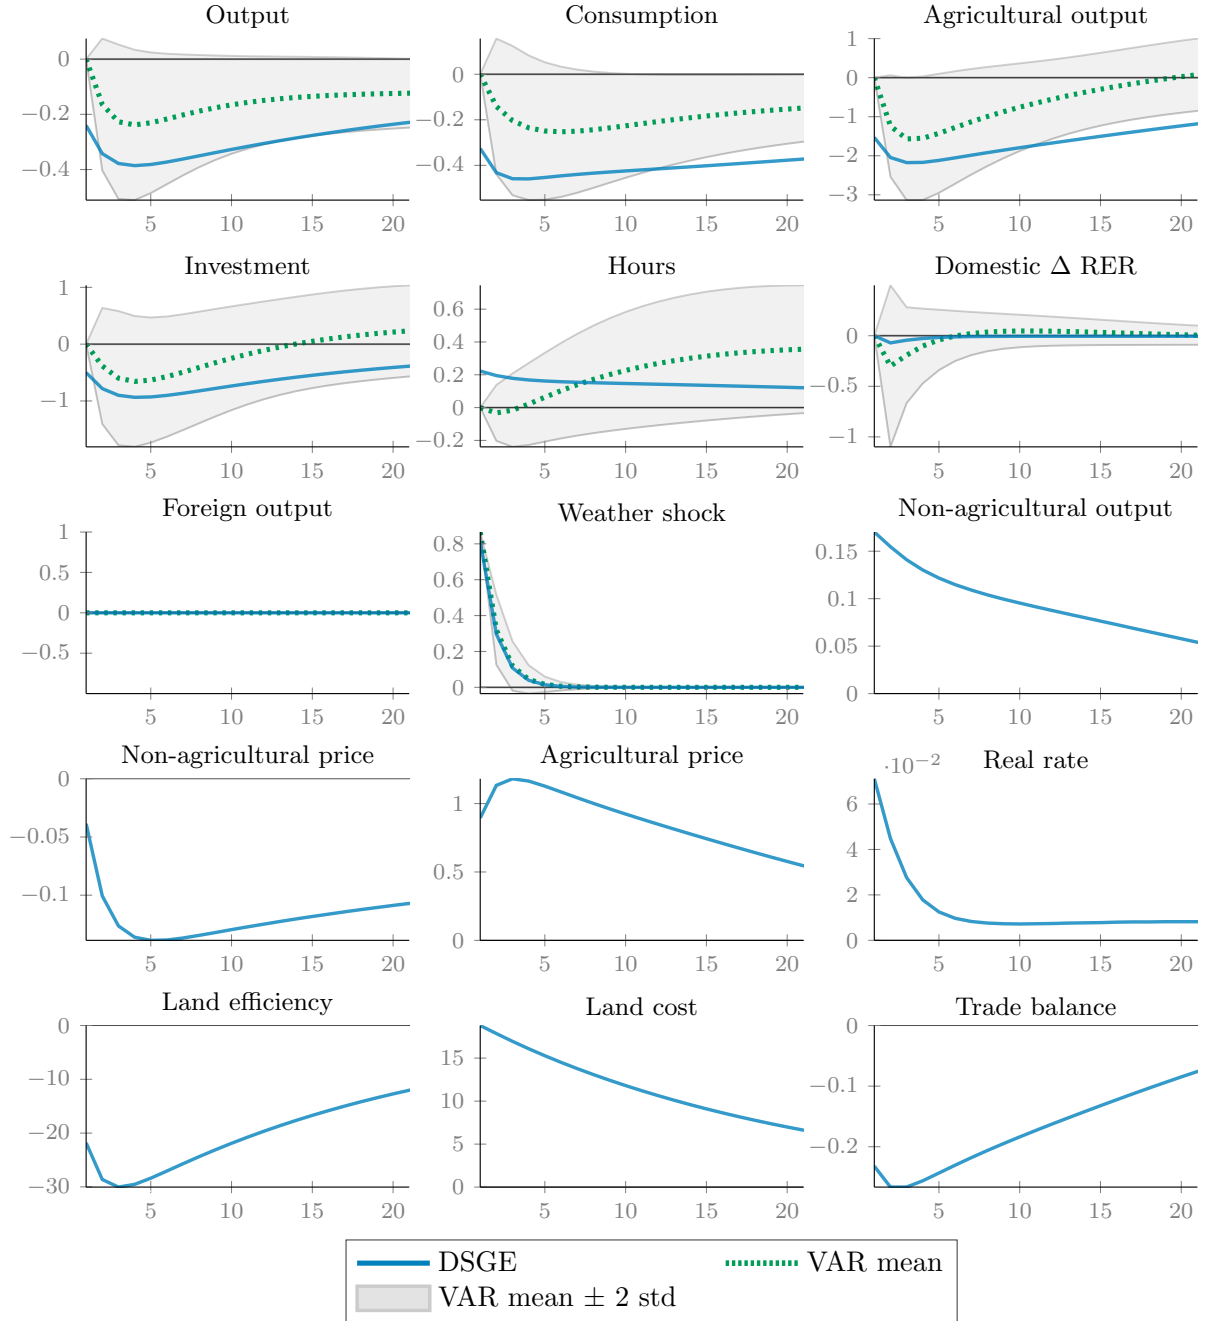 Output
Consumption
Agricultural output
0
−0.2
−0.4
5 10 15 20
0
−0.2
−0.4
5 10 15 20
1
0
−1
−2
−3
5 10 15 20
Investment
Hours
Domestic Δ RER
1
0
−1
5 10 15 20
0.6
0.4
0.2
0
−0.2
5 10 15 20
0
−0.5
−1
5 10 15 20
Foreign output
Weather shock
Non-agricultural output
1
0.5
0
−0.5
5 10 15 20
0.8
0.6
0.4
0.2
0
5 10 15 20
0.15
0.1
0.05
0
5 10 15 20
Non-agricultural price
Agricultural price
Real rate
0
−0.05
−0.1
5 10 15 20
1
0.5
0
5 10 15 20
·10−2
6
4
2
0
5 10 15 20
Land efficiency
Land cost
Trade balance
0
−10
−20
−30
5 10 15 20
15
10
5
0
5 10 15 20
0
−0.1
−0.2
5 10 15 20
DSGE
VAR mean
VAR mean ± 2 std